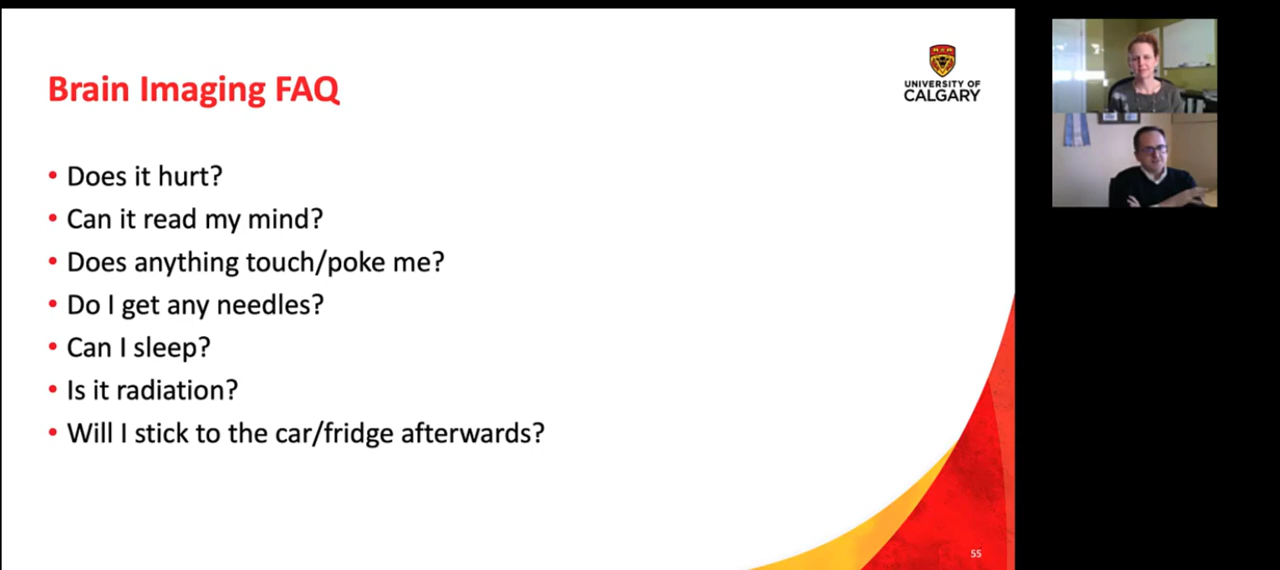 Brain Imaging FAQ
UNIVERSITY OF
CALGARY
• Does it hurt?
• Can it read my mind?
• Does anything touch/poke me?
• Do I get any needles?
• Can I sleep?
• Is it radiation?
• Will I stick to the car/fridge afterwards?
55